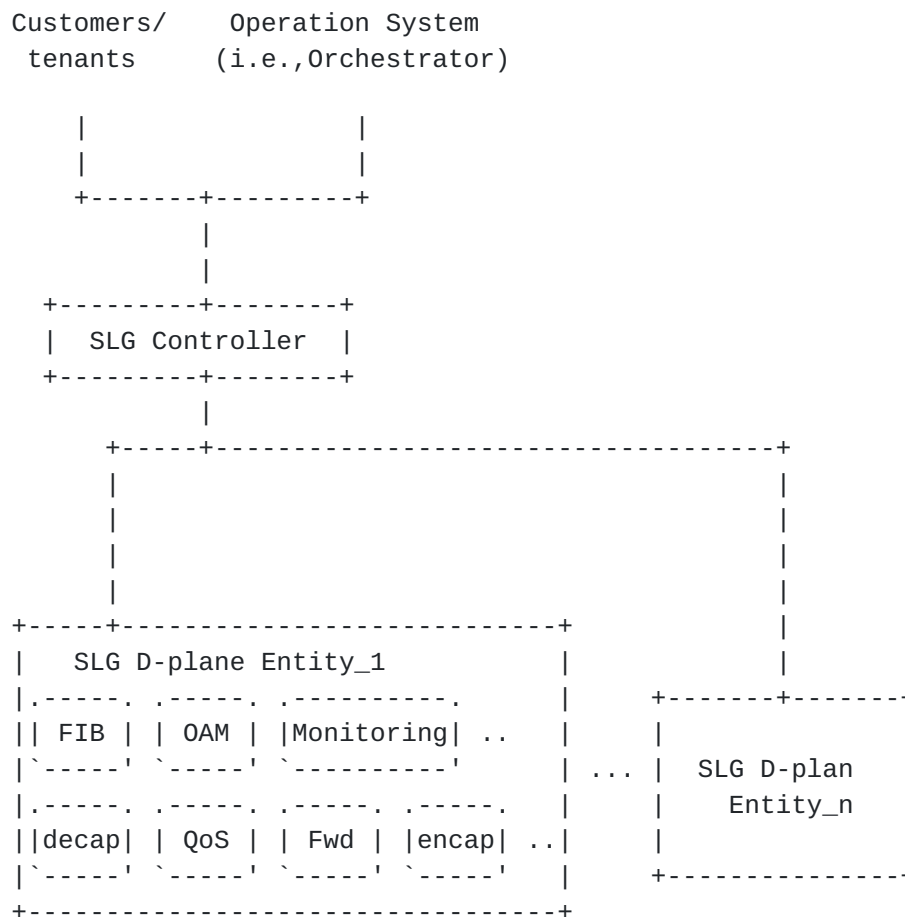 Customers/ Operation System
tenants (i.e.,Orchestrator)
SLG Controller
SLG D-plane Entity_1
FIB OAM Monitoring ..
... SLG D-plan
Entity_n
decap QoS Fwd encap ..